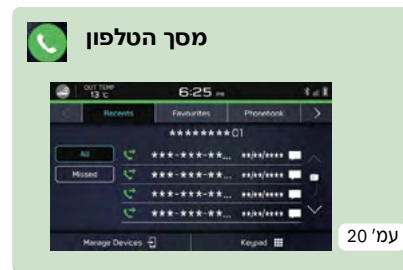 מסך הטלפון
OUT TEMP
13 °C
6:25 PM
Recents
Favourites
Phonebook
********01
All
***-***-**... **/**/****
Missed
***-***-**... **/**/****
***-***-**... **/**/****
***-***-**... **/**/****
Manage Devices
Keypad
עמ' 20